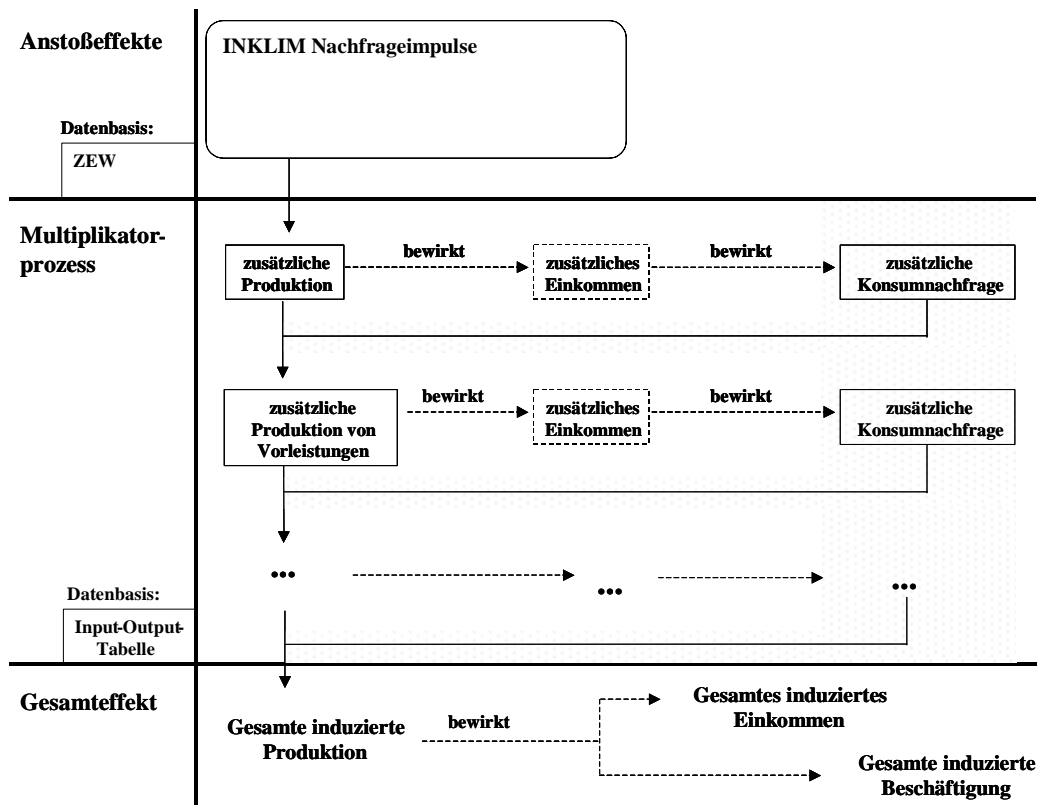 Anstoßeffekte
INKLIM Nachfrageimpulse
Datenbasis:
ZEW
Multiplikator-
prozess
zusätzliche
Produktion
bewirkt
zusätzliches
Einkommen
bewirkt
zusätzliche
Konsumnachfrage
zusätzliche
Produktion von
Vorleistungen
bewirkt
zusätzliches
Einkommen
bewirkt
zusätzliche
Konsumnachfrage
...
...
...
Datenbasis:
Input-Output-
Tabelle
Gesamteffekt
Gesamte induzierte
Produktion
bewirkt
Gesamtes induziertes
Einkommen
Gesamte induzierte
Beschäftigung